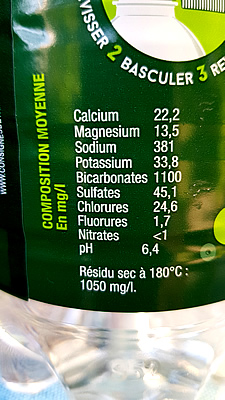 VISSER 2 BASCULER 3 RE
COMPOSITION MOYENNE
En mg/l
Calcium 22,2
Magnesium 13,5
Sodium 381
Potassium 33,8
Bicarbonates 1100
Sulfates 45,1
Chlorures 24,6
Fluorures 1,7
Nitrates <1
pH 6,4
Résidu sec à 180°C :
1050 mg/l.